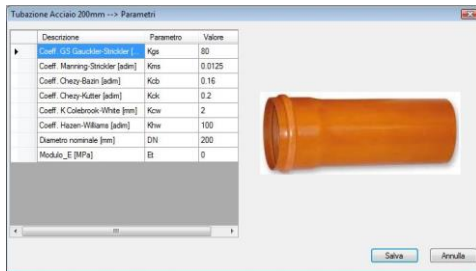 Tubazione Acciaio 200mm --> Parametri
Descrizione Parametro Valore
Coeff. GS Gauckler-Strickler [... Kgs 80
Coeff. Manning-Strickler [adim] Kms 0.0125
Coeff. Chezy-Bazin [adim] Kcb 0.16
Coeff. Chezy-Kutter [adim] Kck 0.2
Coeff. K Colebrook-White [mm] Kcw 2
Coeff. Hazen-Williams [adim] Khw 100
Diametro nominale [mm] DN 200
Modulo_E [MPa] Et 0
Salva Annulla